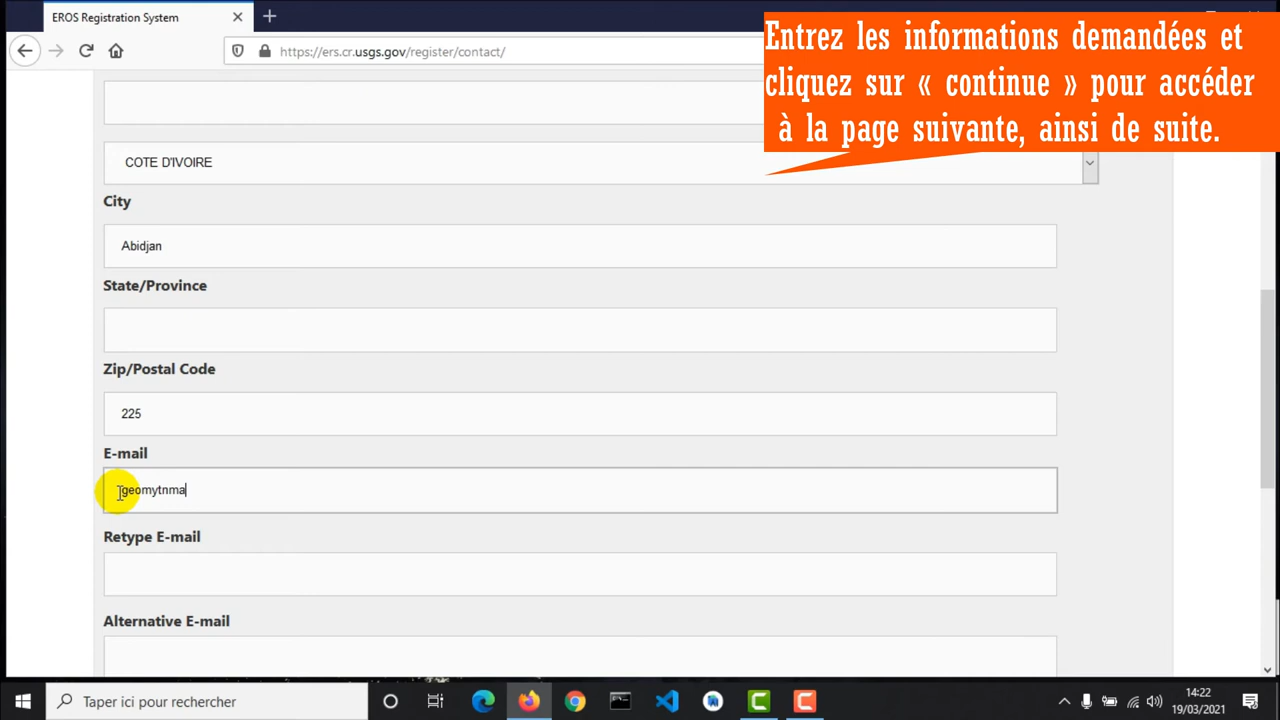 EROS Registration System
https://ers.cr.usgs.gov/register/contact/
Entrez les informations demandées et
cliquez sur « continue » pour accéder
à la page suivante, ainsi de suite.
COTE D'IVOIRE
City
Abidjan
State/Province
Zip/Postal Code
225
E-mail
geomytnma
Retype E-mail
Alternative E-mail
Taper ici pour rechercher
14:22
19/03/2021